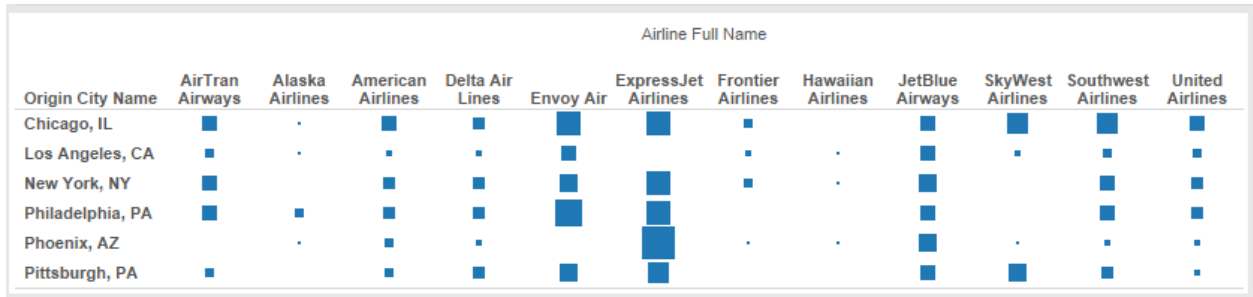 Airline Full Name
Origin City Name AirTran Airways Alaska Airlines American Airlines Delta Air Lines Envoy Air ExpressJet Airlines Frontier Airlines Hawaiian Airlines JetBlue Airways SkyWest Airlines Southwest Airlines United Airlines
Chicago, IL
Los Angeles, CA
New York, NY
Philadelphia, PA
Phoenix, AZ
Pittsburgh, PA